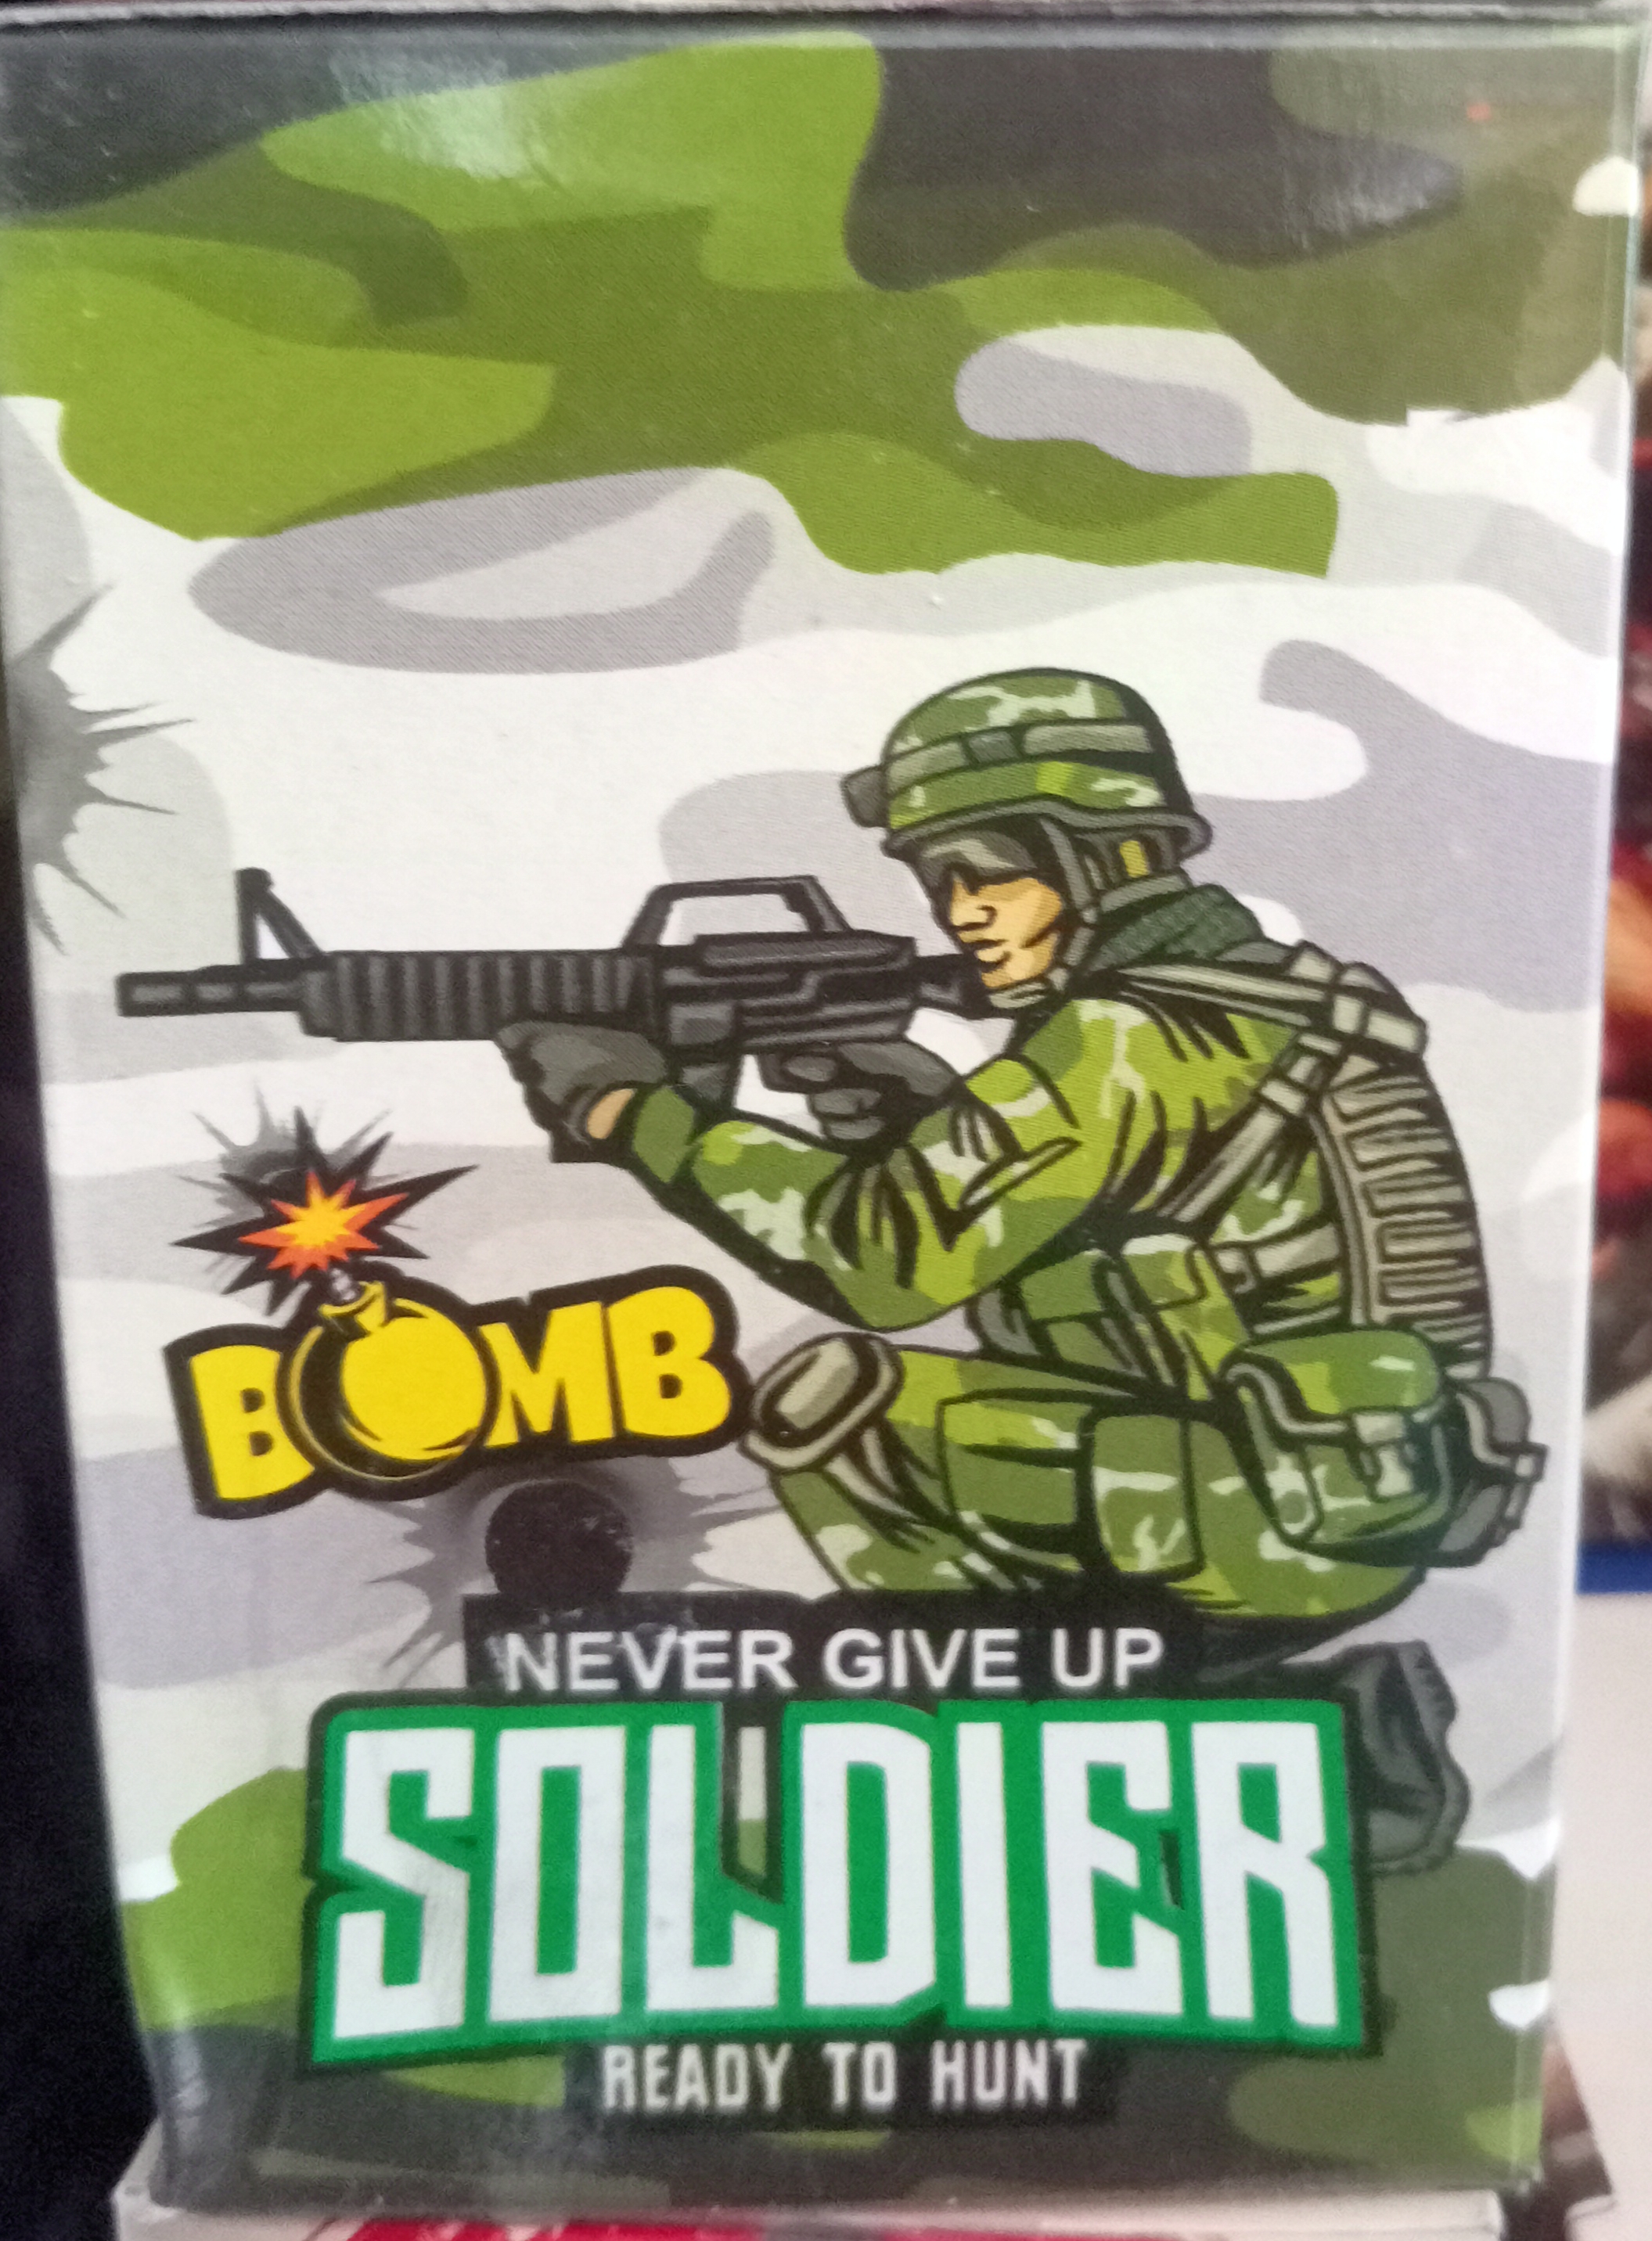 BOMB
NEVER GIVE UP
SOLDIER
READY TO HUNT